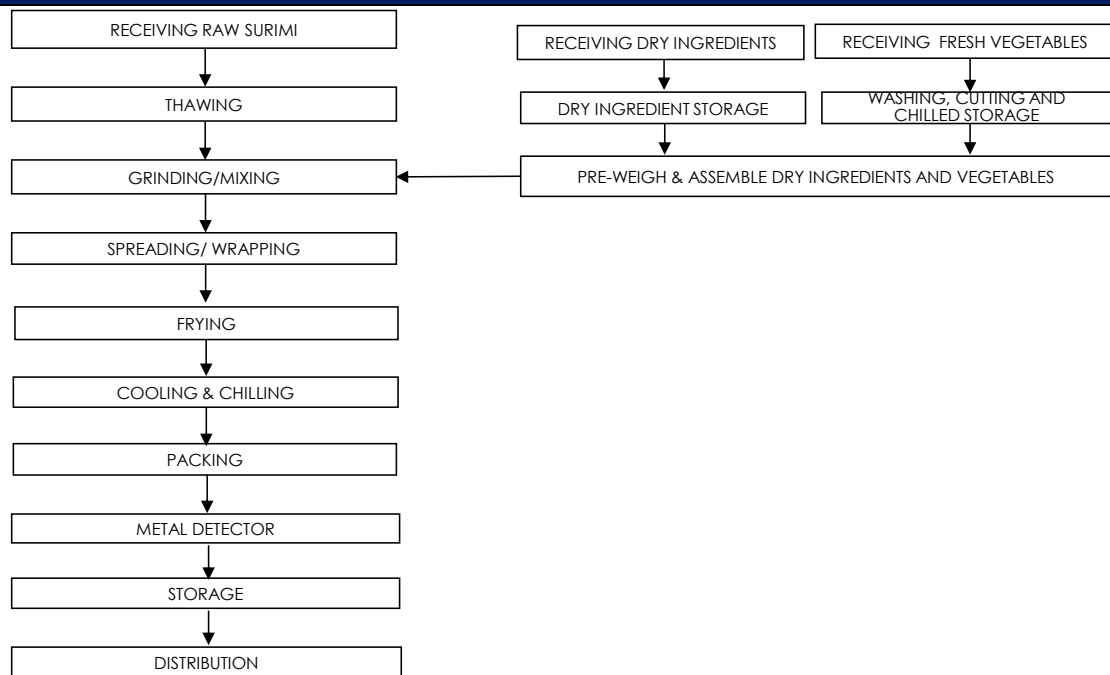 RECEIVING RAW SURIMI
THAWING
GRINDING/MIXING
SPREADING/ WRAPPING
FRYING
COOLING & CHILLING
PACKING
METAL DETECTOR
STORAGE
DISTRIBUTION
RECEIVING DRY INGREDIENTS
DRY INGREDIENT STORAGE
RECEIVING FRESH VEGETABLES
WASHING, CUTTING AND
CHILLED STORAGE
PRE-WEIGH & ASSEMBLE DRY INGREDIENTS AND VEGETABLES